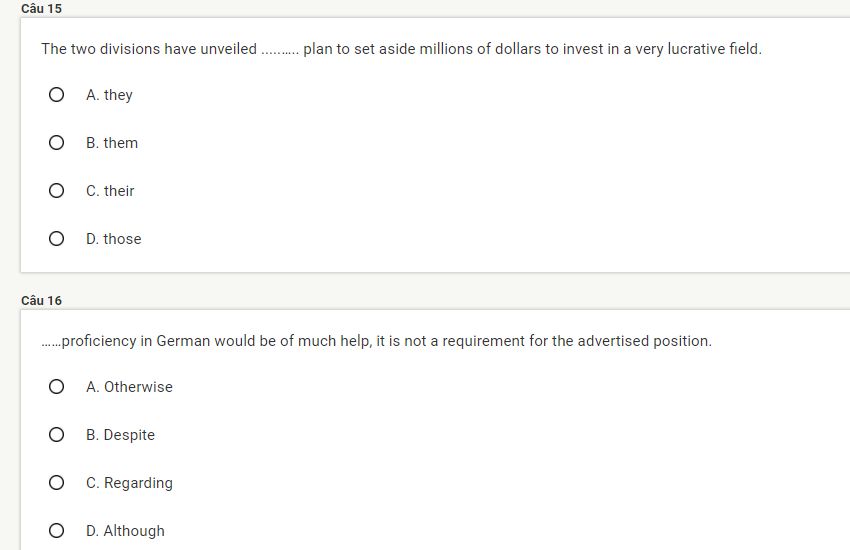 Câu 15
The two divisions have unveiled .......... plan to set aside millions of dollars to invest in a very lucrative field.
A. they
B. them
C. their
D. those
Câu 16
......proficiency in German would be of much help, it is not a requirement for the advertised position.
A. Otherwise
B. Despite
C. Regarding
D. Although